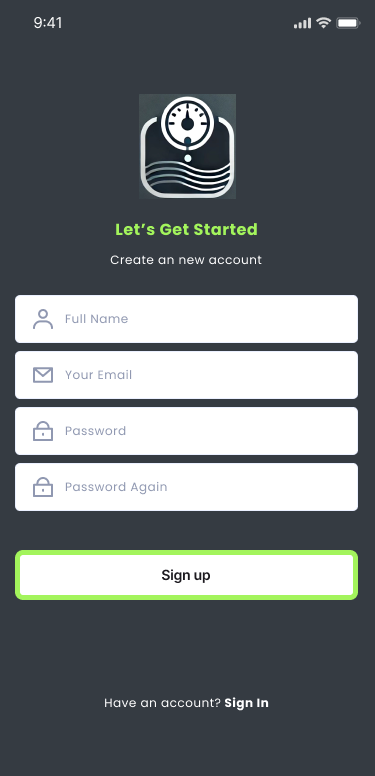 9:41
Let's Get Started
Create an new account
Full Name
Your Email
Password
Password Again
Sign up
Have an account? Sign In